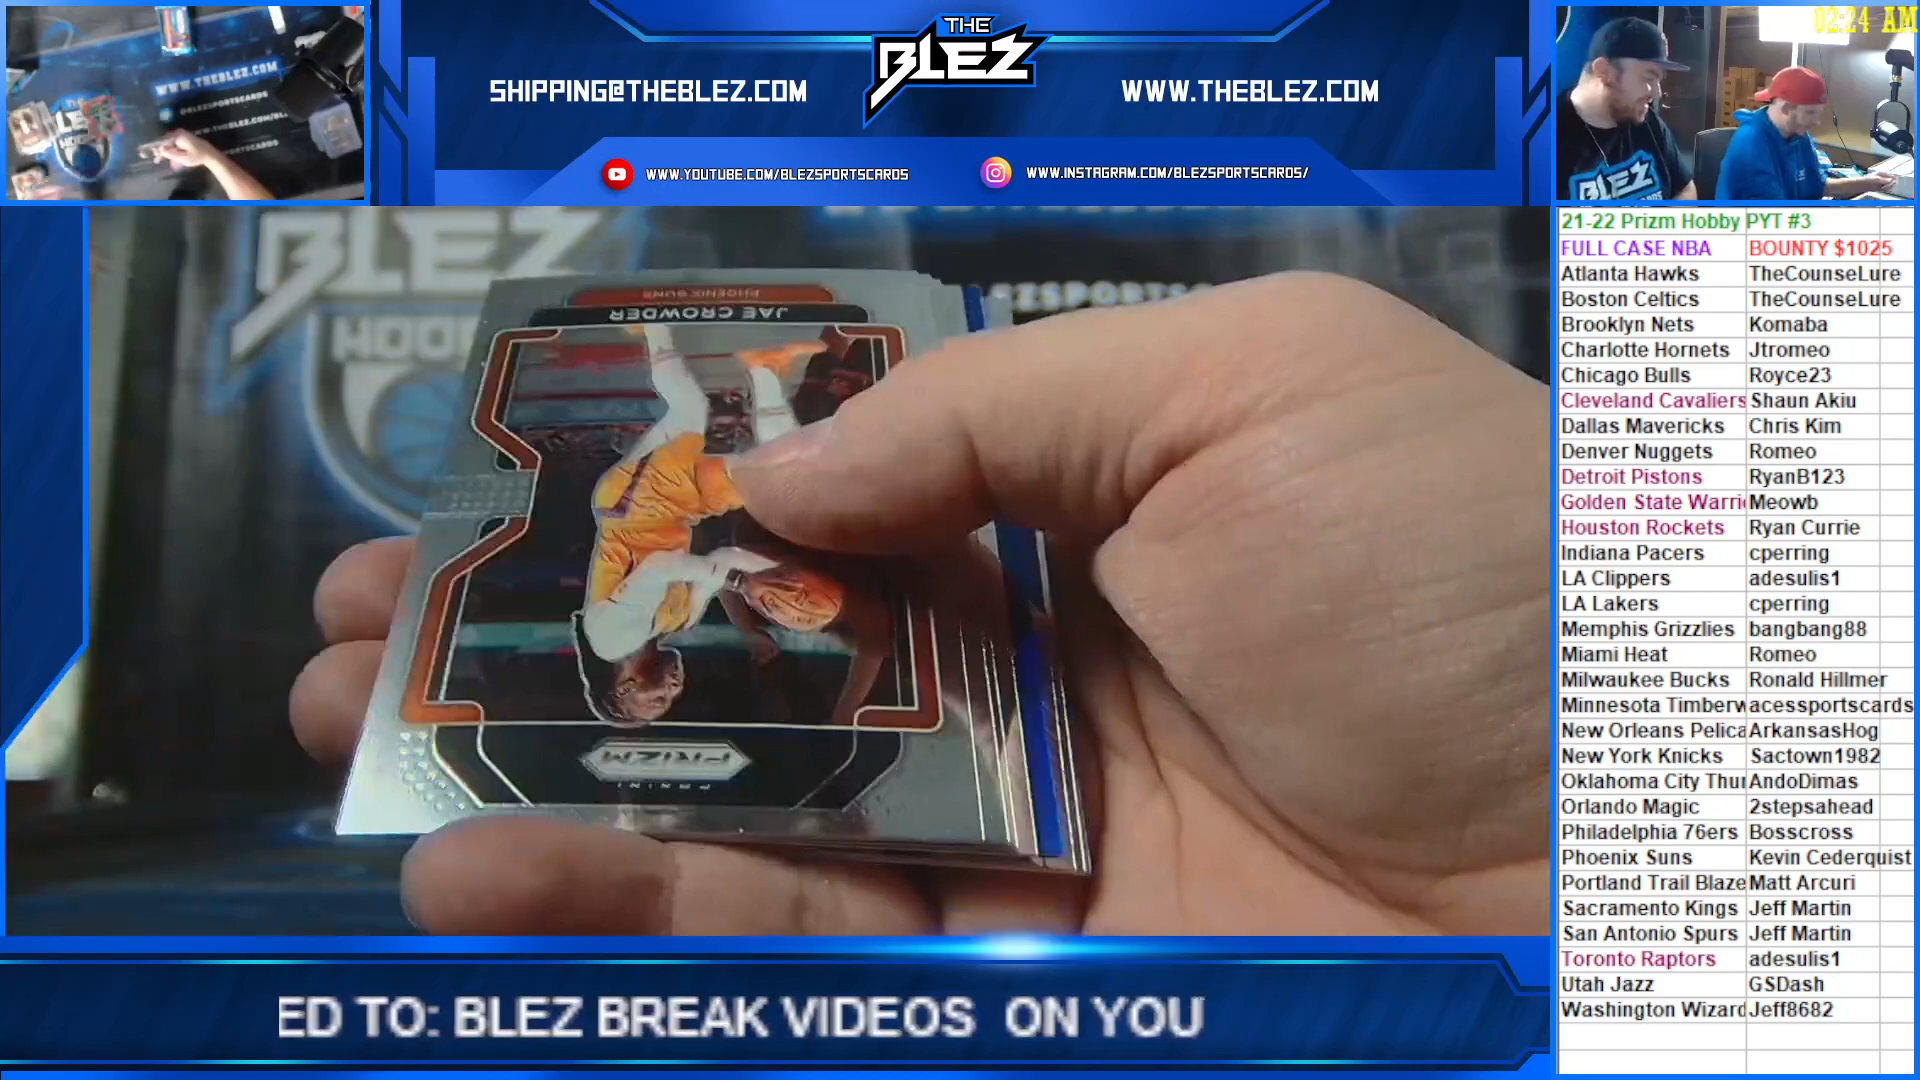 WWW.THEBLEZ.COM
@BLEZSPORTSCARDS
THE
BLEZ
SHIPPING@THEBLEZ.COM
WWW.THEBLEZ.COM
WWW.YOUTUBE.COM/BLEZSPORTSCARDS
WWW.INSTAGRAM.COM/BLEZSPORTSCARDS/
02:24 AM
BLEZ
BLEZ
PHOENIX SUNS
JAE CROWDER
PRIZM
PANINI
21-22 Prizm Hobby PYT #3
FULL CASE NBA BOUNTY $1025
Atlanta Hawks TheCounseLure
Boston Celtics TheCounseLure
Brooklyn Nets Komaba
Charlotte Hornets Jtromeo
Chicago Bulls Royce23
Cleveland Cavaliers Shaun Akiu
Dallas Mavericks Chris Kim
Denver Nuggets Romeo
Detroit Pistons RyanB123
Golden State Warri Meowb
Houston Rockets Ryan Currie
Indiana Pacers cperring
LA Clippers adesulis1
LA Lakers cperring
Memphis Grizzlies bangbang88
Miami Heat Romeo
Milwaukee Bucks Ronald Hillmer
Minnesota Timberw acessportscards
New Orleans Pelica ArkansasHog
New York Knicks Sactown1982
Oklahoma City Thu AndoDimas
Orlando Magic 2stepsahead
Philadelphia 76ers Bosscross
Phoenix Suns Kevin Cederquist
Portland Trail Blaze Matt Arcuri
Sacramento Kings Jeff Martin
San Antonio Spurs Jeff Martin
Toronto Raptors adesulis1
Utah Jazz GSDash
Washington Wizard Jeff8682
ED TO: BLEZ BREAK VIDEOS ON YOU